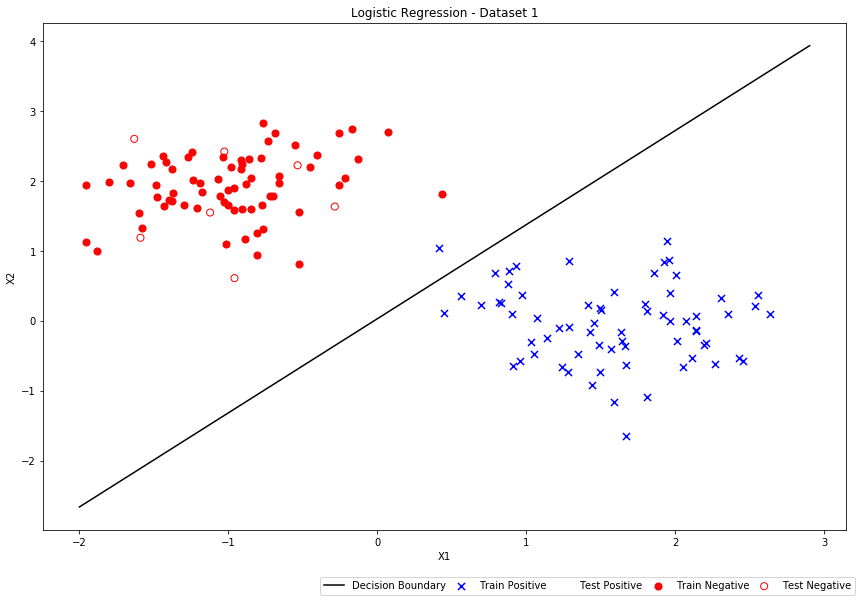 Logistic Regression - Dataset 1
4
3
2
1
0
−1
−2
X2
−2 −1 0 1 2 3
X1
Decision Boundary Train Positive Test Positive Train Negative Test Negative